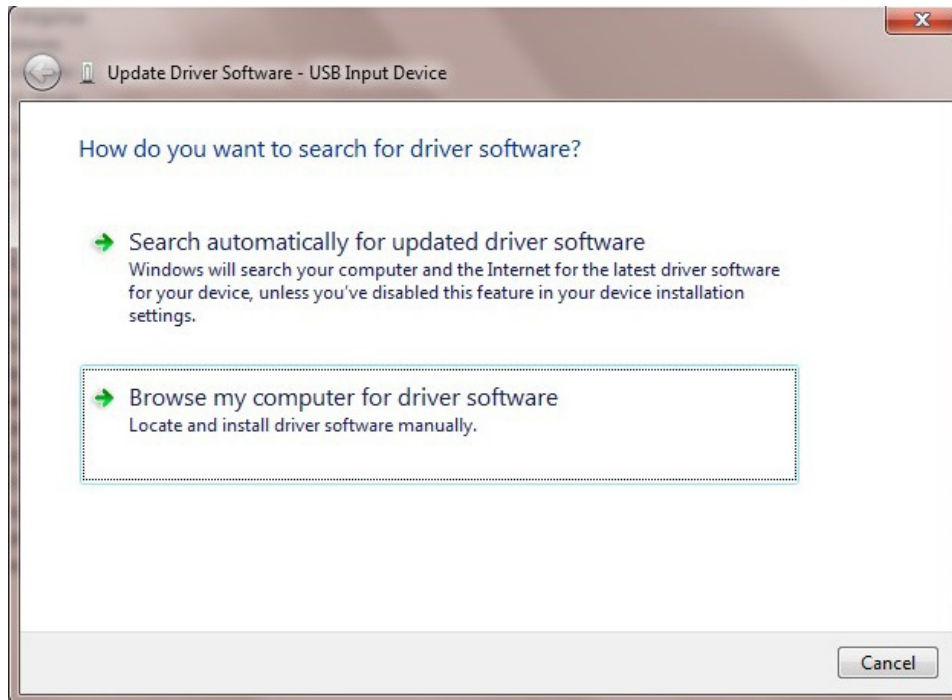 Update Driver Software - USB Input Device
How do you want to search for driver software?
Search automatically for updated driver software
Windows will search your computer and the Internet for the latest driver software
for your device, unless you've disabled this feature in your device installation
settings.
Browse my computer for driver software
Locate and install driver software manually.
Cancel